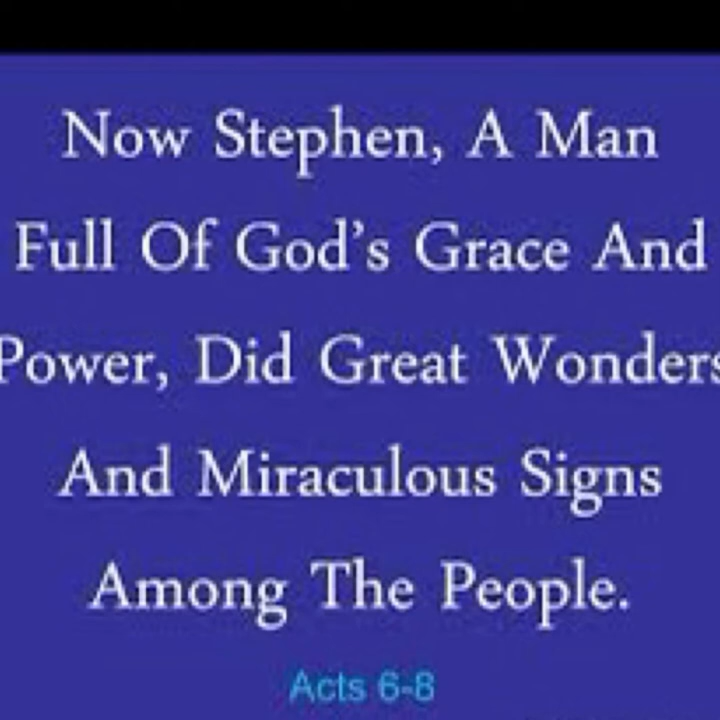 Now Stephen, A Man
Full Of God's Grace And
Power, Did Great Wonders
And Miraculous Signs
Among The People.
Acts 6-8